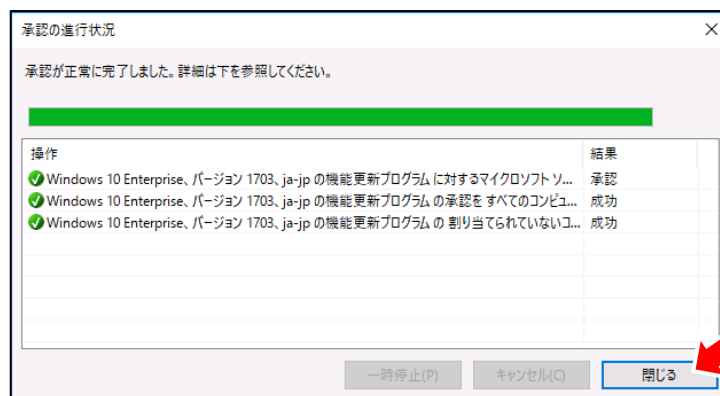 承認の進行状況
承認が正常に完了しました。詳細は下を参照してください。
操作 結果
Windows 10 Enterprise、バージョン 1703、ja-jp の機能更新プログラム に対するマイクロソフト ソ... 承認
Windows 10 Enterprise、バージョン 1703、ja-jp の機能更新プログラム の承認を すべてのコンピュ... 成功
Windows 10 Enterprise、バージョン 1703、ja-jp の機能更新プログラム の 割り当てられていないコ... 成功
一時停止(P) キャンセル(C) 閉じる